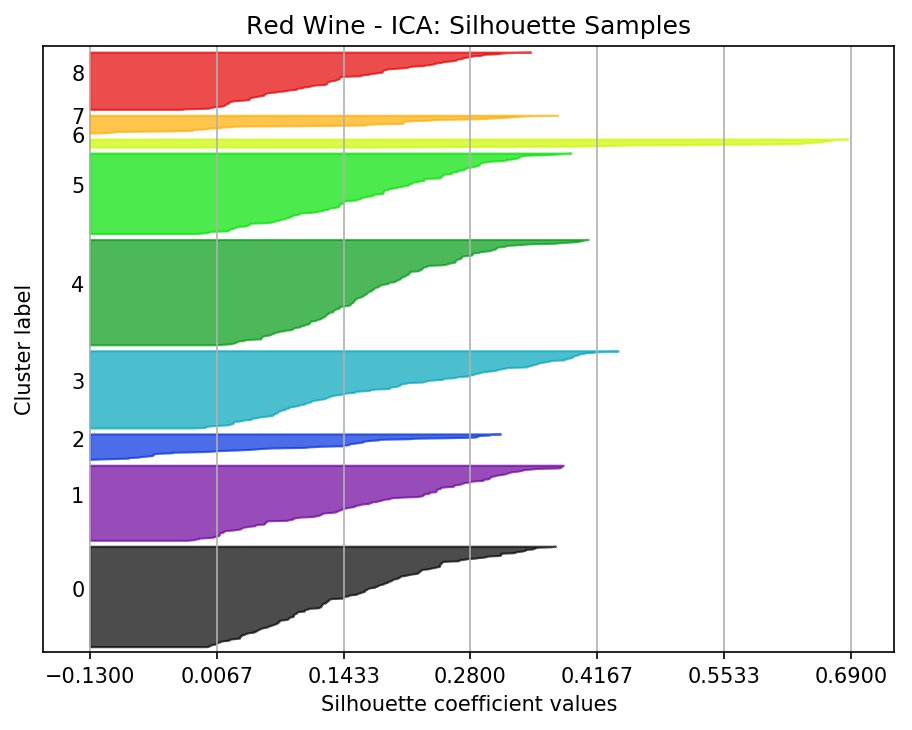 Red Wine - ICA: Silhouette Samples
8
7
6
5
4
3
2
1
0
Cluster label
−0.1300 0.0067 0.1433 0.2800 0.4167 0.5533 0.6900
Silhouette coefficient values